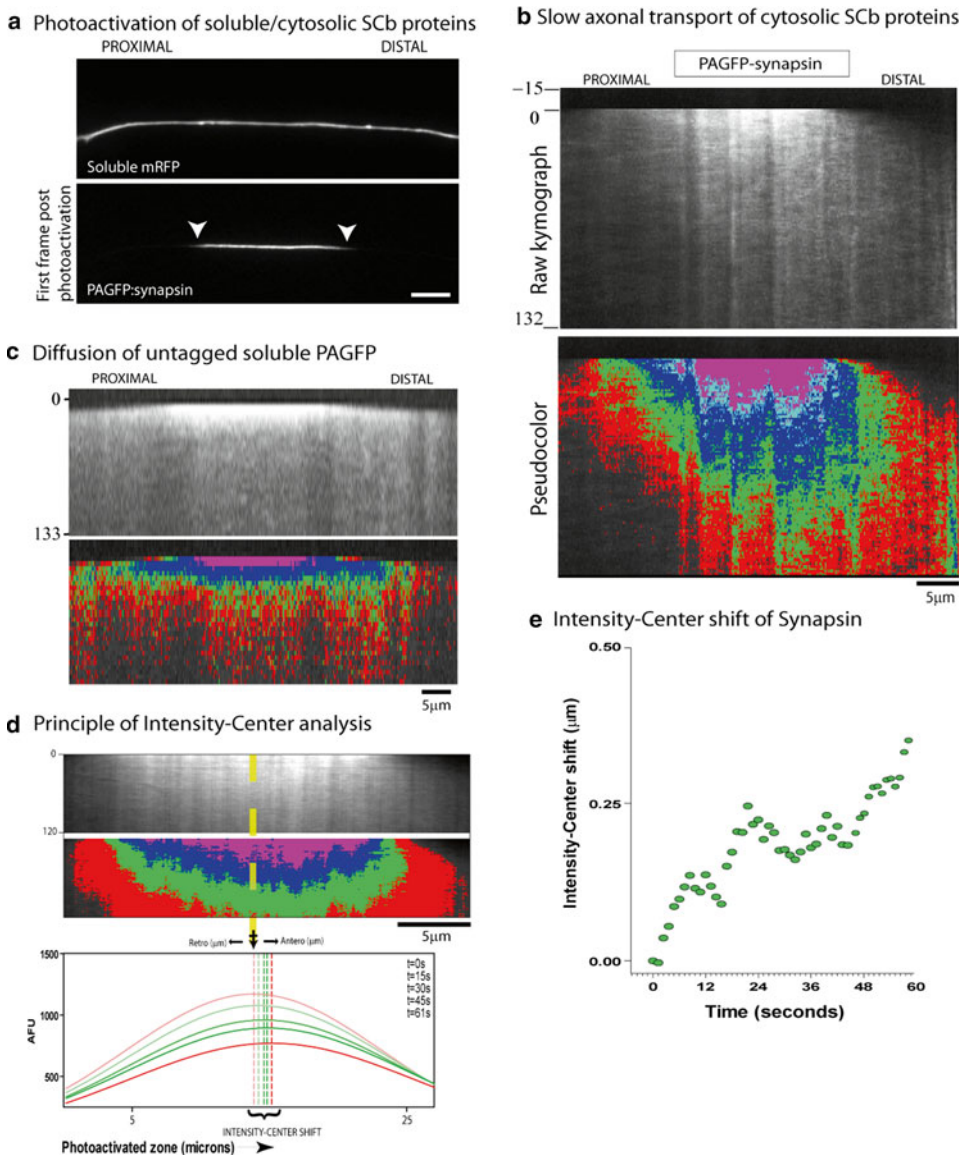 a Photoactivation of soluble/cytosolic SCb proteins
PROXIMAL DISTAL
Soluble mRFP
First frame post
photoactivation
PAGFP:synapsin
b Slow axonal transport of cytosolic SCb proteins
PROXIMAL PAGFP-synapsin DISTAL
−15
0
Raw kymograph
132
Pseudocolor
5μm
c Diffusion of untagged soluble PAGFP
PROXIMAL DISTAL
0
133
5μm
d Principle of Intensity-Center analysis
0
120
5μm
Retro (μm) Antero (μm)
1500
1000
500
AFU
t=0s
t=15s
t=30s
t=45s
t=61s
5 25
INTENSITY-CENTER SHIFT
Photoactivated zone (microns)
e Intensity-Center shift of Synapsin
0.50
0.25
0.00
Intensity-Center shift (μm)
0 12 24 36 48 60
Time (seconds)